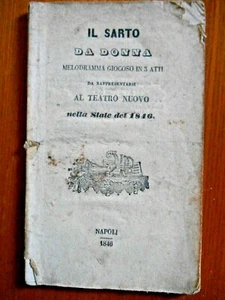 IL SARTO
DA DONNA
MELODRAMMA GIOCOSO IN 3 ATTI
DA RAPPRESENTARSI
AL TEATRO NUOVO
nella State del 1846.
NAPOLI
1846